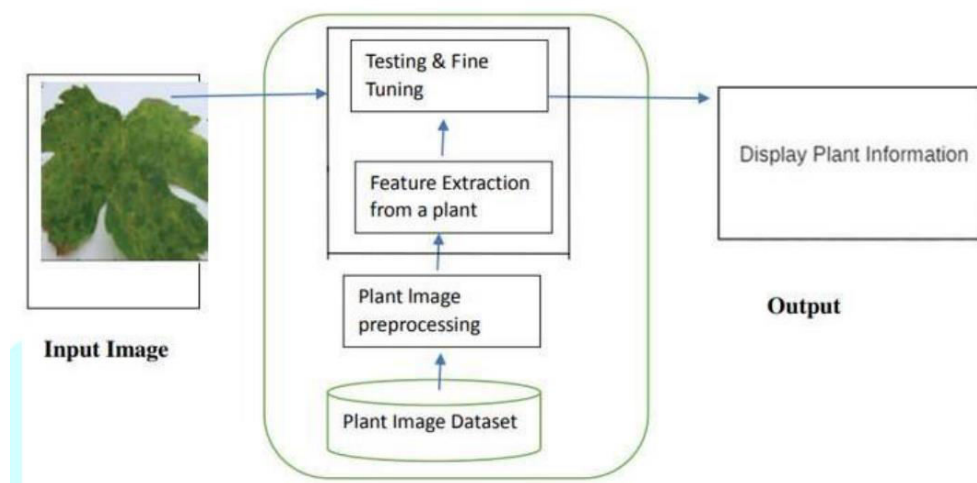 Testing & Fine
Tuning
Feature Extraction
from a plant
Plant Image
preprocessing
Plant Image Dataset
Input Image
Display Plant Information
Output